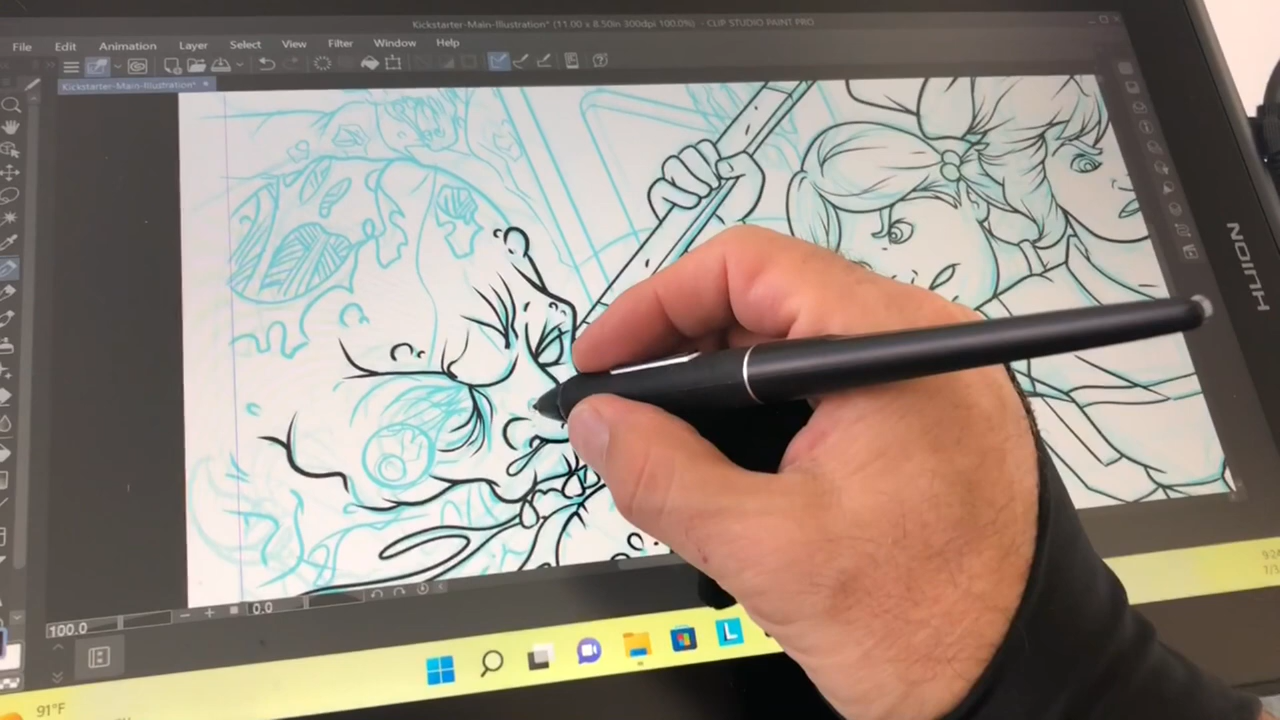 Kickstarter-Main-Illustration* (11.00 x 8.50in 300dpi 100.0%) - CLIP STUDIO PAINT PRO
File Edit Animation Layer Select View Filter Window Help
Kickstarter-Main-Illustration*
HUION
100.0
0.0
L
91°F